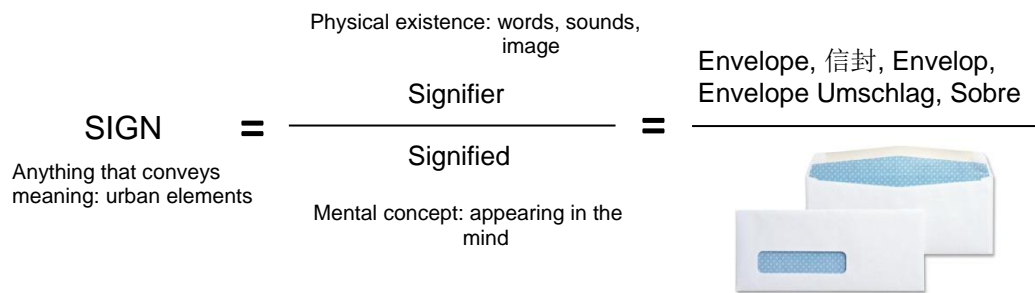 Physical existence: words, sounds,
image
Envelope, 信封, Envelop,
Envelope Umschlag, Sobre
Signifier
SIGN = =
Signified
Anything that conveys
meaning: urban elements
Mental concept: appearing in the
mind